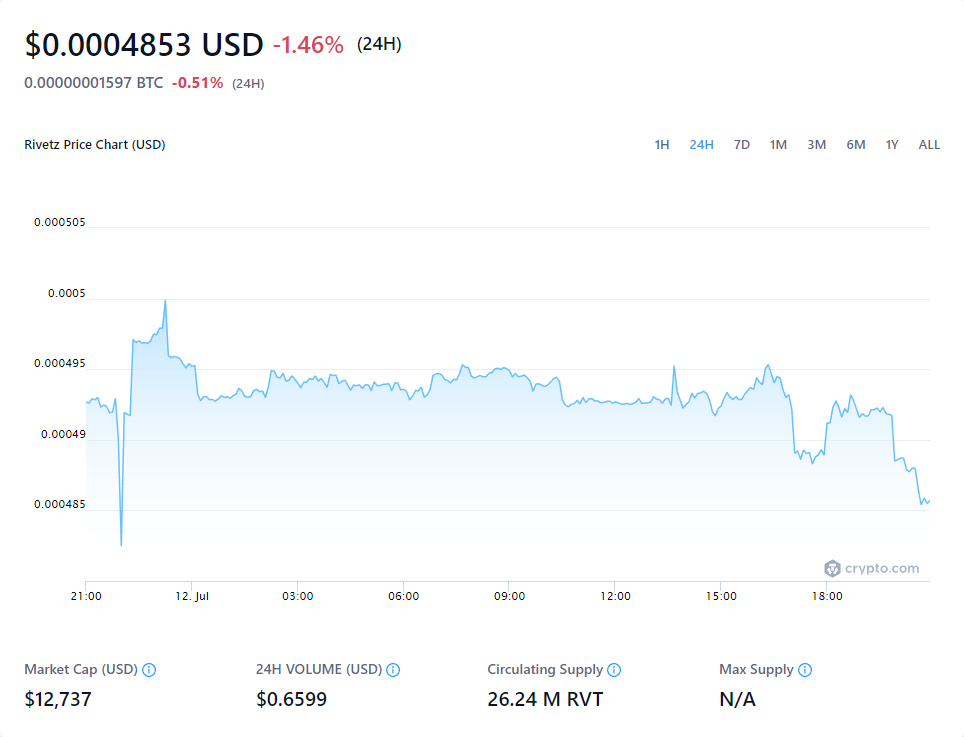 $0.0004853 USD -1.46% (24H)
0.00000001597 BTC -0.51% (24H)
Rivetz Price Chart (USD) 1H 24H 7D 1M 3M 6M 1Y ALL
0.000505
0.0005
0.000495
0.00049
0.000485
crypto.com
21:00 12. Jul 03:00 06:00 09:00 12:00 15:00 18:00
Market Cap (USD) 24H VOLUME (USD) Circulating Supply Max Supply
$12,737 $0.6599 26.24 M RVT N/A